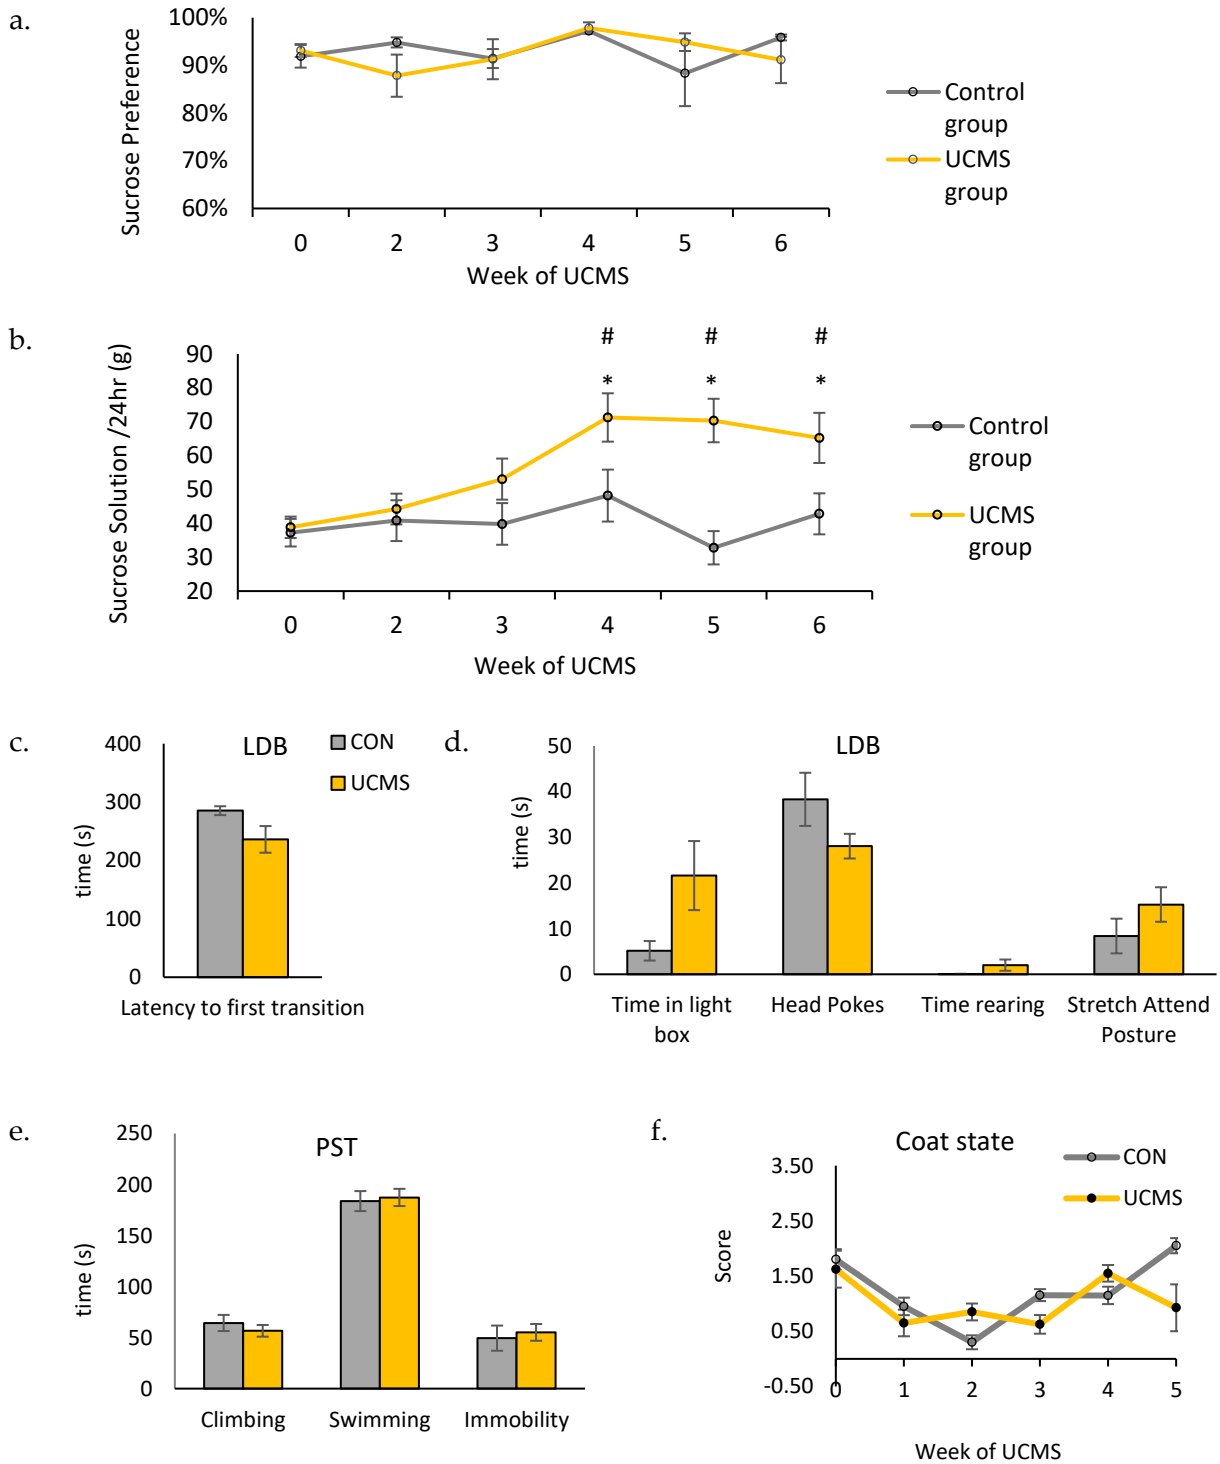 a.
100%
90%
80%
70%
60%
Sucrose Preference
0 2 3 4 5 6
Week of UCMS
Control
group
UCMS
group
b.
# # #
* * *
90
80
70
60
50
40
30
20
Sucrose Solution /24hr (g)
0 2 3 4 5 6
Week of UCMS
Control
group
UCMS
group
c.
LDB
CON
UCMS
400
300
200
100
0
time (s)
Latency to first transition
d.
LDB
50
40
30
20
10
0
time (s)
Time in light
box
Head Pokes
Time rearing
Stretch Attend
Posture
e.
PST
250
200
150
100
50
0
time (s)
Climbing Swimming Immobility
f.
Coat state
CON
UCMS
3.50
2.50
1.50
0.50
-0.50
Score
0 1 2 3 4 5
Week of UCMS